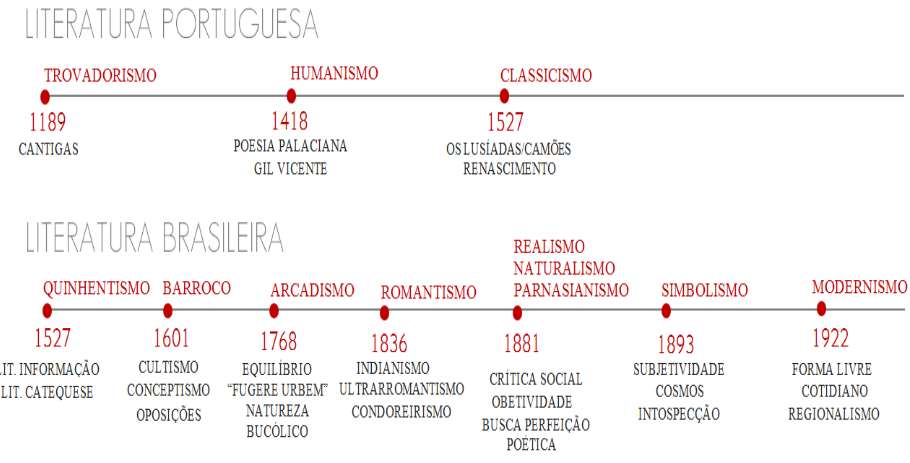 LITERATURA PORTUGUESA
TROVADORISMO
HUMANISMO
CLASSICISMO
1189
1418
1527
CANTIGAS
POESIA PALACIANA
GIL VICENTE
OS LUSÍADAS/CAMÕES
RENASCIMENTO
LITERATURA BRASILEIRA
QUINHENTISMO
BARROCO
ARCADISMO
ROMANTISMO
REALISMO
NATURALISMO
PARNASIANISMO
SIMBOLISMO
MODERNISMO
1527
1601
1768
1836
1881
1893
1922
LIT. INFORMAÇÃO
LIT. CATEQUESE
CULTISMO
CONCEPTISMO
OPOSIÇÕES
EQUILÍBRIO
“FUGERE URBEM”
NATUREZA
BUCÓLICO
INDIANISMO
ULTRARROMANTISMO
CONDOREIRISMO
CRÍTICA SOCIAL
OBETIVIDADE
BUSCA PERFEIÇÃO
POÉTICA
SUBJETIVIDADE
COSMOS
INTOSPECÇÃO
FORMA LIVRE
COTIDIANO
REGIONALISMO